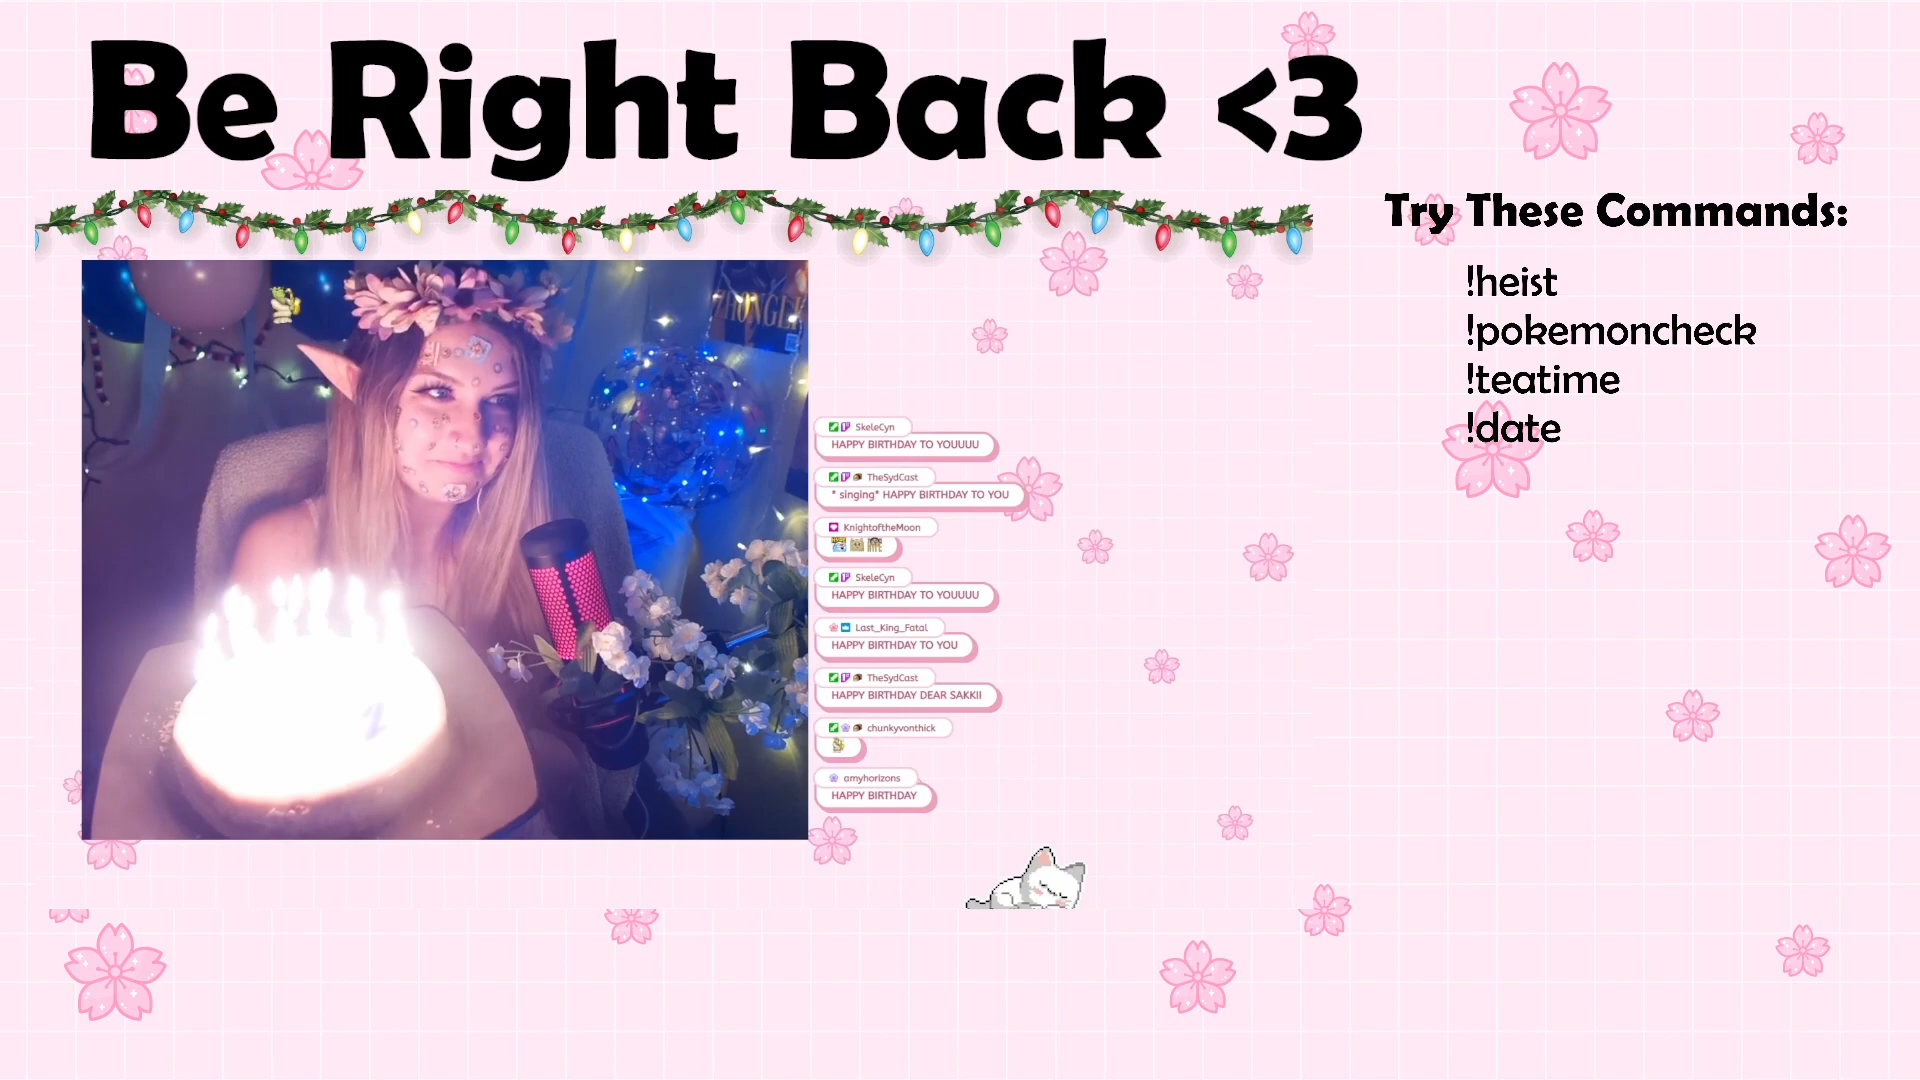 Be Right Back <3
Try These Commands:
!heist
!pokemoncheck
!teatime
!date
ZHONGLI
SkeleCyn
HAPPY BIRTHDAY TO YOUUUU
TheSydCast
* singing* HAPPY BIRTHDAY TO YOU
KnightoftheMoon
SkeleCyn
HAPPY BIRTHDAY TO YOUUUU
Last_King_Fatal
HAPPY BIRTHDAY TO YOU
TheSydCast
HAPPY BIRTHDAY DEAR SAKKII
chunkyvonthick
amyhorizons
HAPPY BIRTHDAY